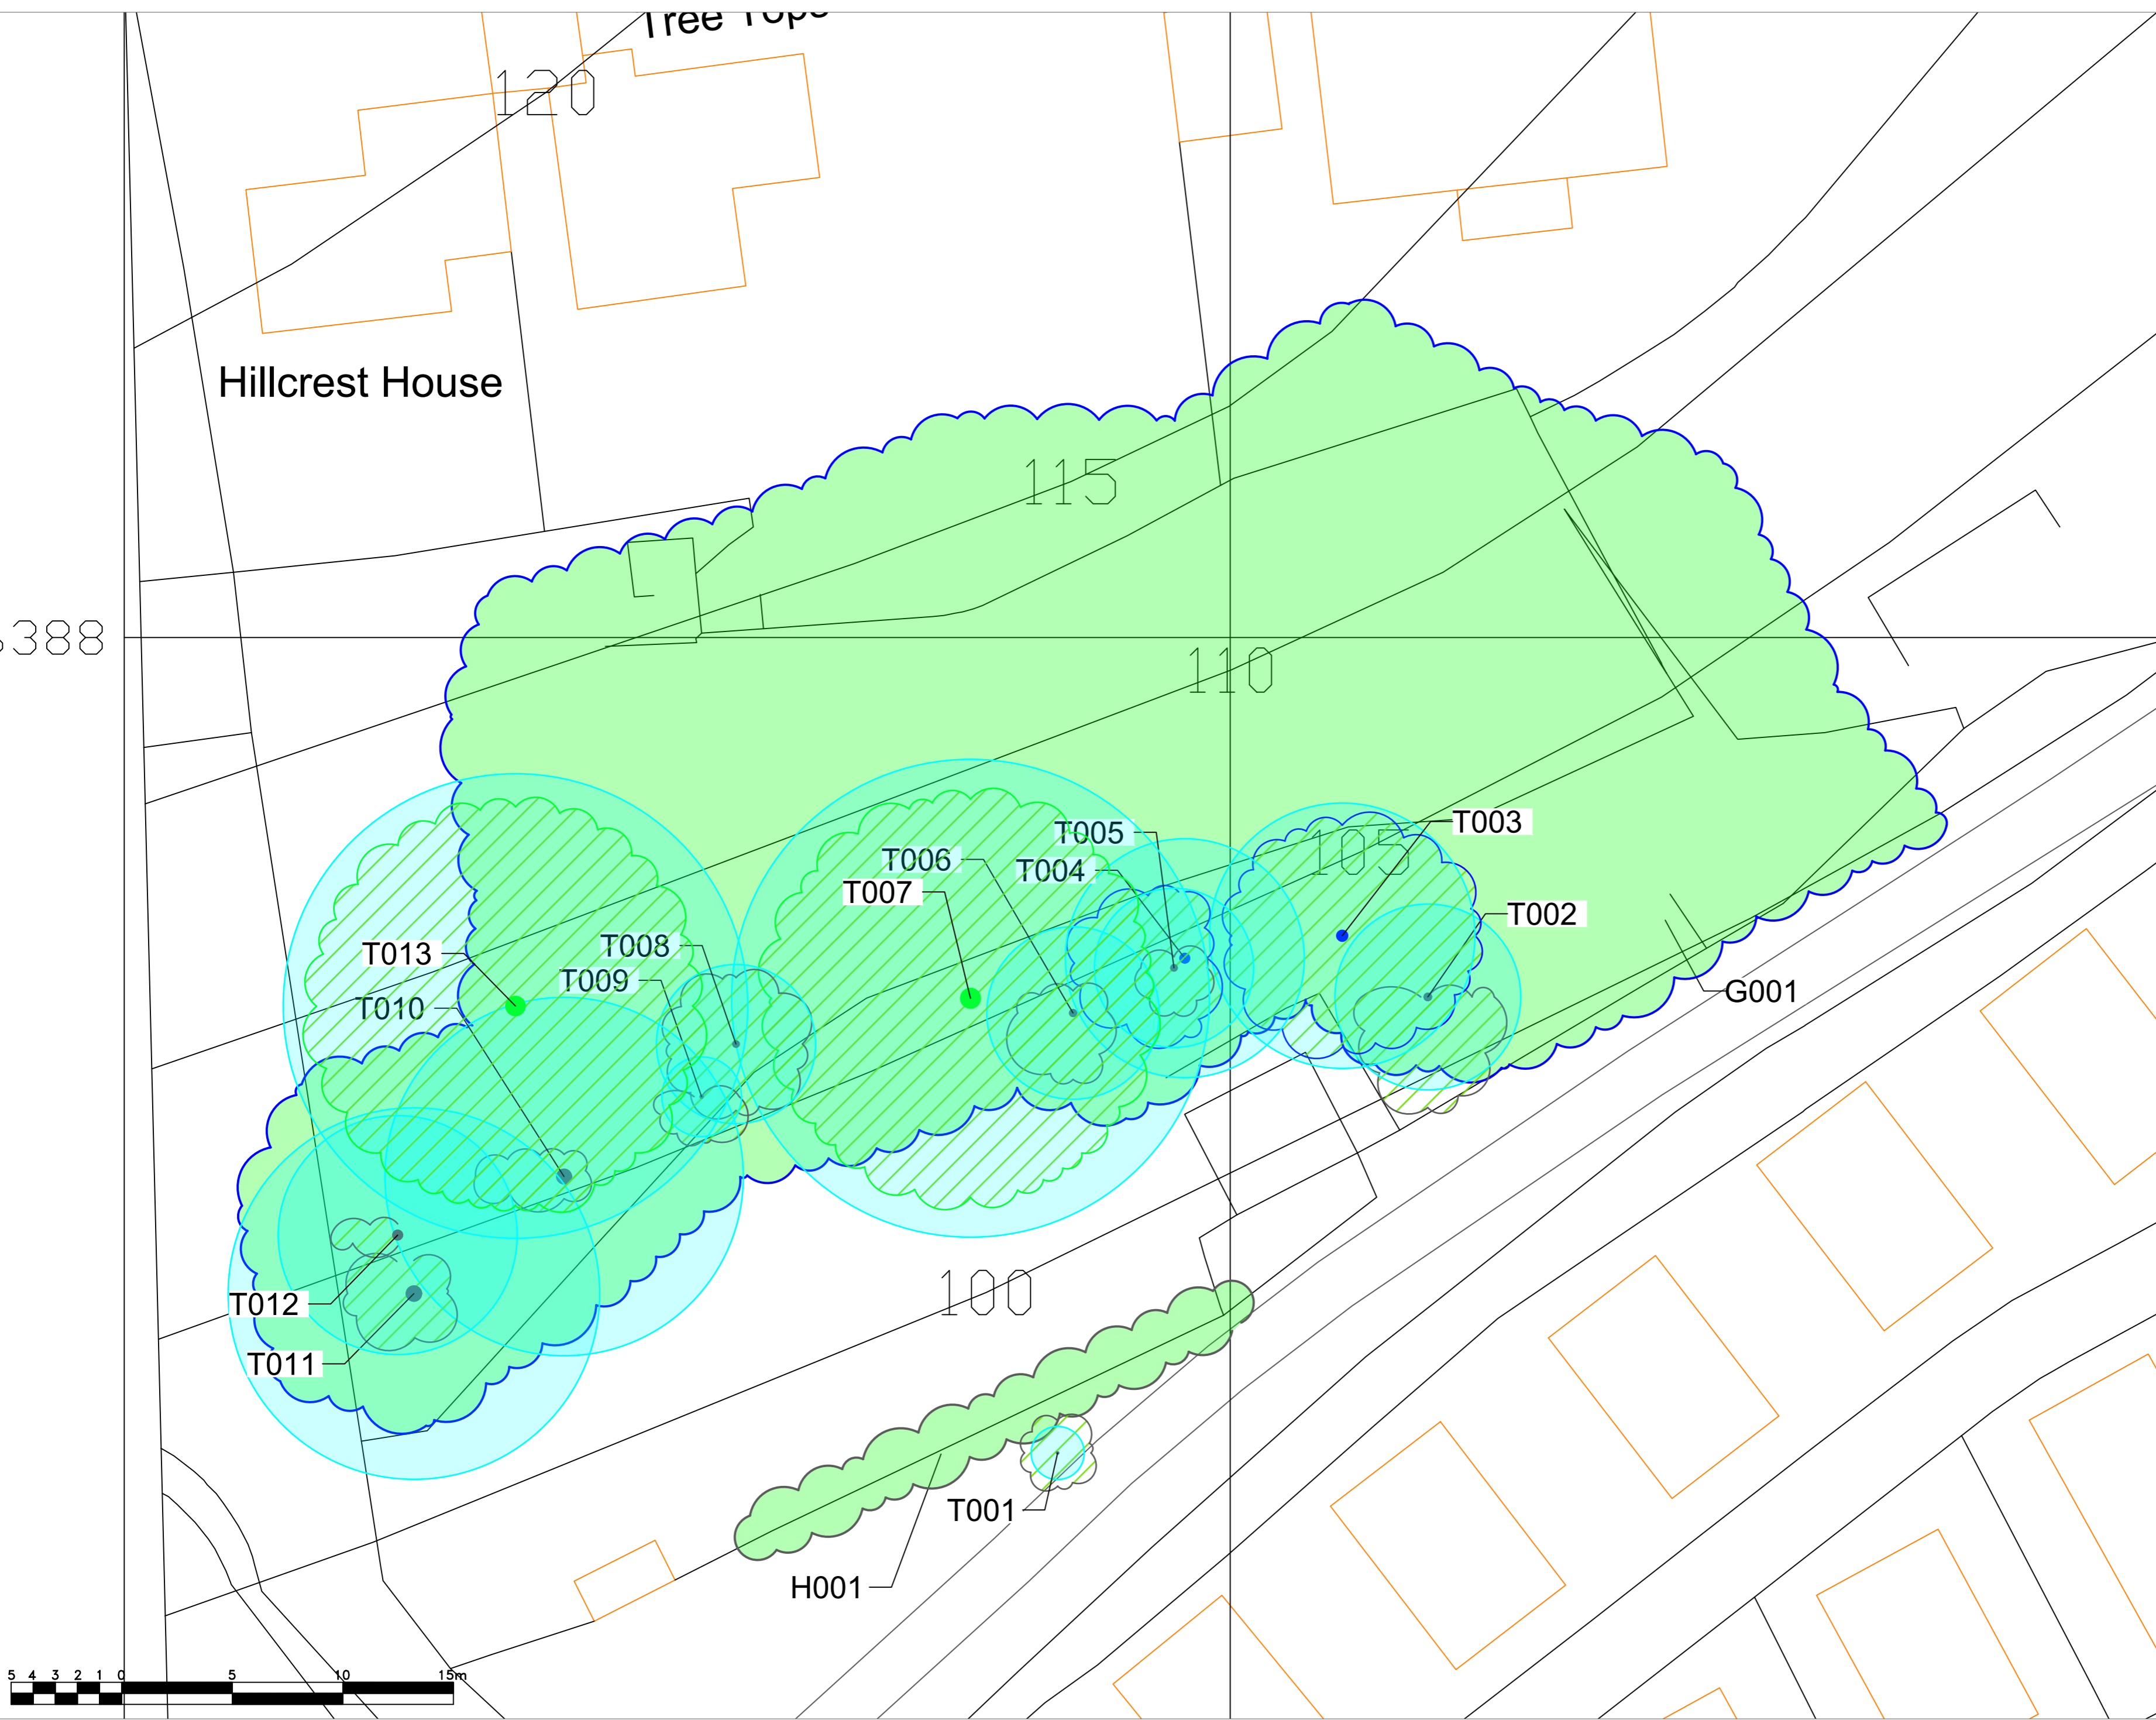 Tree Tops
120
Hillcrest House
115
388
110
T003
T005
105
T006
T004
T007
T002
T008
T013
T009
G001
T010
100
T012
T011
T001
H001
5 4 3 2 1 0 5 10 15m